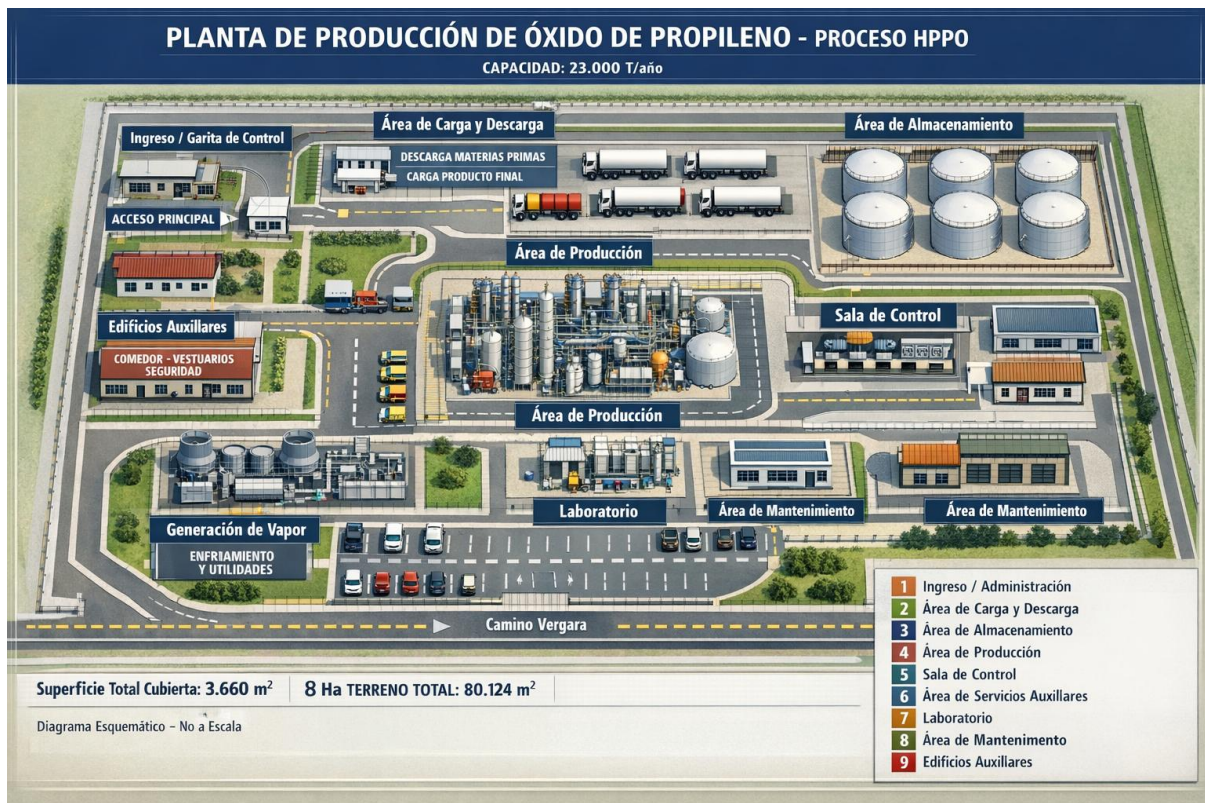 PLANTA DE PRODUCCIÓN DE ÓXIDO DE PROPILENO - PROCESO HPPO
CAPACIDAD: 23.000 T/año
Ingreso / Garita de Control
Área de Carga y Descarga
Área de Almacenamiento
DESCARGA MATERIAS PRIMAS
CARGA PRODUCTO FINAL
ACCESO PRINCIPAL
Área de Producción
Edificios Auxillares
COMEDOR - VESTUARIOS
SEGURIDAD
Sala de Control
Área de Producción
Generación de Vapor
ENFRIAMIENTO
Y UTILIDADES
Laboratorio
Área de Mantenimiento
Área de Mantenimiento
Camino Vergara
1 Ingreso / Administración
2 Área de Carga y Descarga
3 Área de Almacenamiento
4 Área de Producción
5 Sala de Control
6 Área de Servicios Auxillares
7 Laboratorio
8 Área de Mantenimiento
9 Edificios Auxillares
Superficie Total Cubierta: 3.660 m²
8 Ha TERRENO TOTAL: 80.124 m²
Diagrama Esquemático – No a Escala